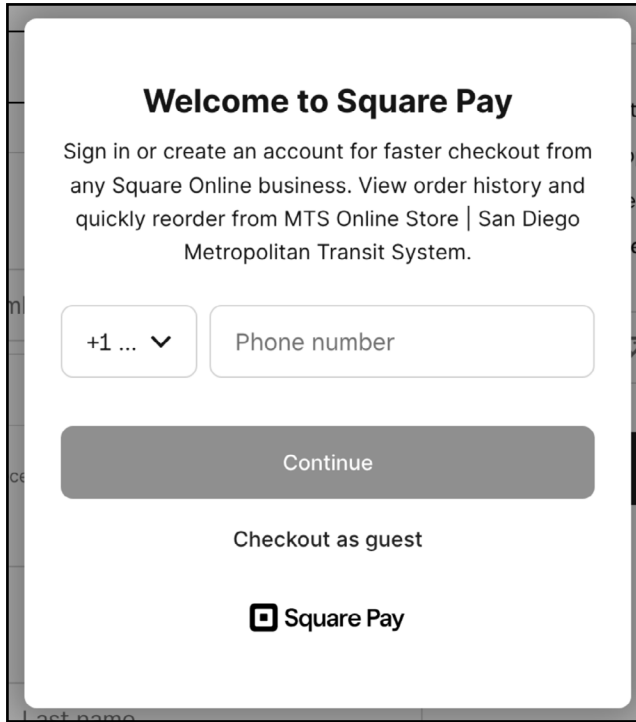 Welcome to Square Pay
Sign in or create an account for faster checkout from
any Square Online business. View order history and
quickly reorder from MTS Online Store | San Diego
Metropolitan Transit System.
+1 ...
Phone number
Continue
Checkout as guest
Square Pay
Last name